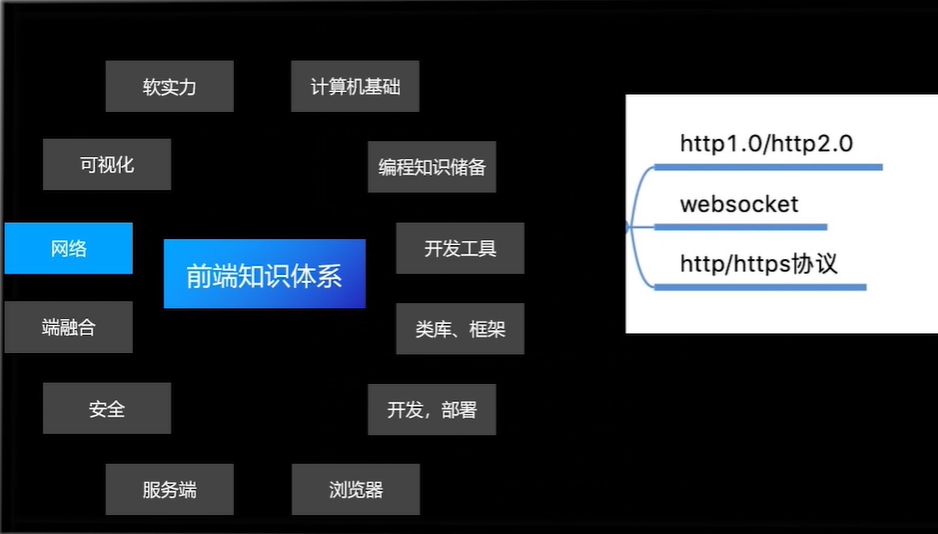 软实力
计算机基础
可视化
编程知识储备
网络
前端知识体系
开发工具
端融合
类库、框架
安全
开发，部署
服务端
浏览器
http1.0/http2.0
websocket
http/https协议